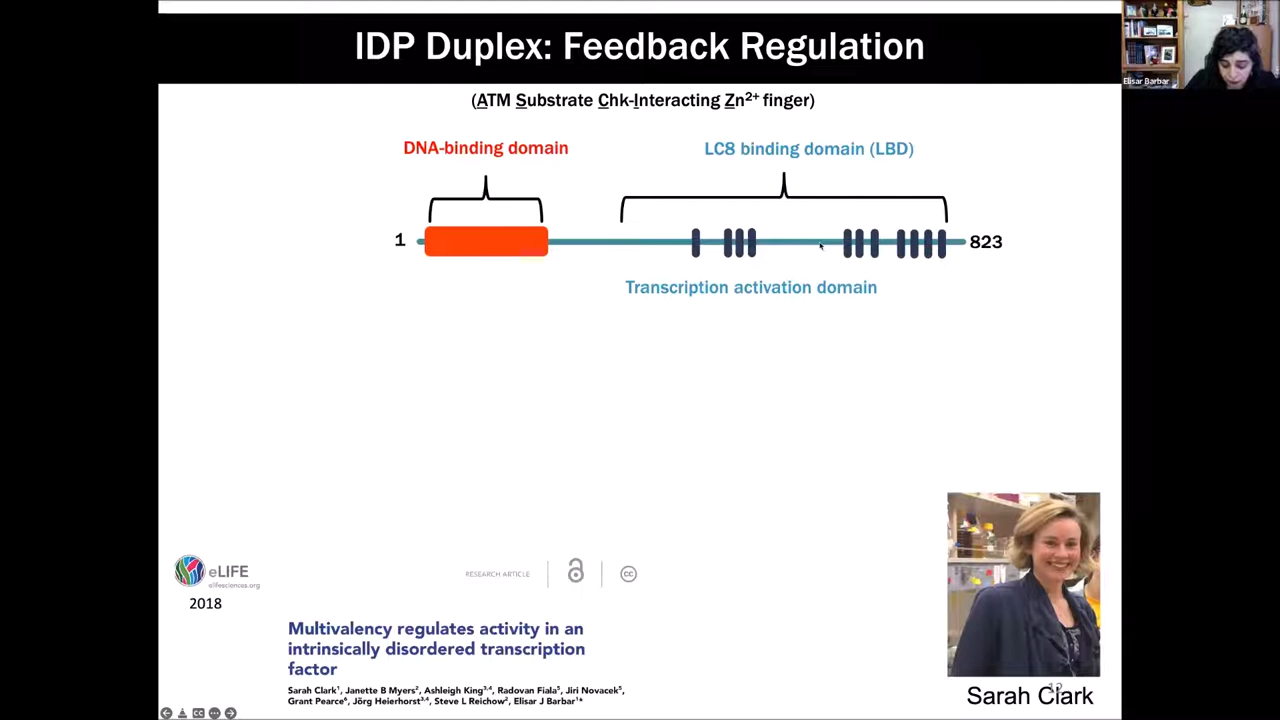 IDP Duplex: Feedback Regulation
Elisar Barbar
(ATM Substrate Chk-Interacting Zn²⁺ finger)
DNA-binding domain
LC8 binding domain (LBD)
1
823
Transcription activation domain
eLIFE
elifesciences.org
2018
RESEARCH ARTICLE
cc
Multivalency regulates activity in an
intrinsically disordered transcription
factor
Sarah Clark¹, Janette B Myers², Ashleigh King³,⁴, Radovan Fiala⁵, Jiri Novacek⁵,
Grant Pearce⁶, Jörg Heierhorst³,⁴, Steve L Reichow², Elisar J Barbar¹*
12
Sarah Clark
CC